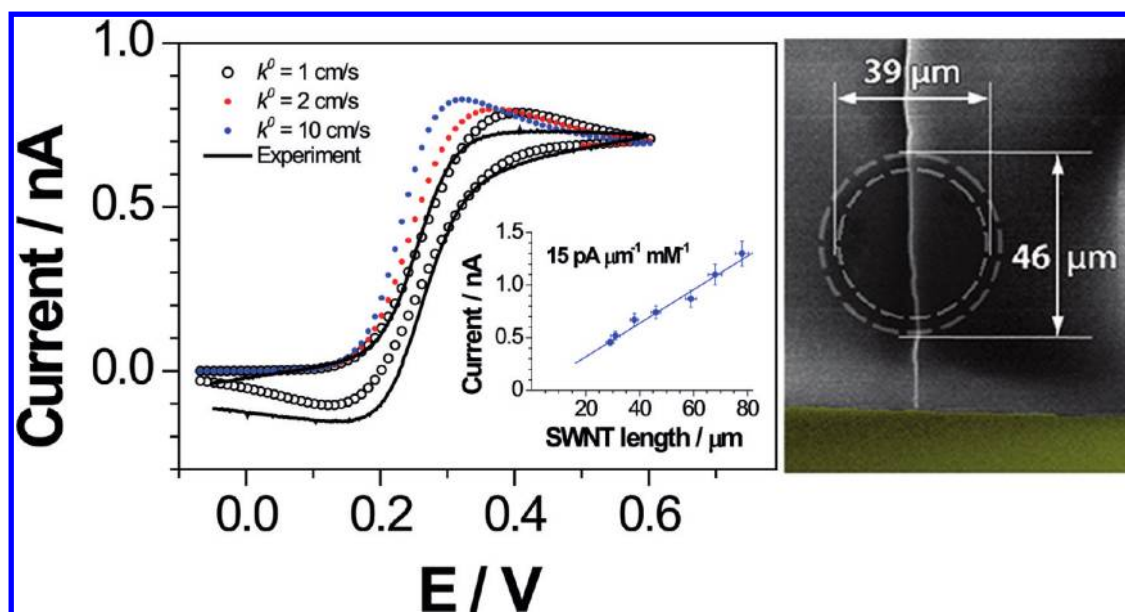 1.0
0.5
0.0
Current / nA
k⁰ = 1 cm/s
k⁰ = 2 cm/s
k⁰ = 10 cm/s
Experiment
0.0 0.2 0.4 0.6
E / V
15 pA μm⁻¹ mM⁻¹
1.5
1.0
0.5
0
Current / nA
20 40 60 80
SWNT length / μm
39 μm
46 μm